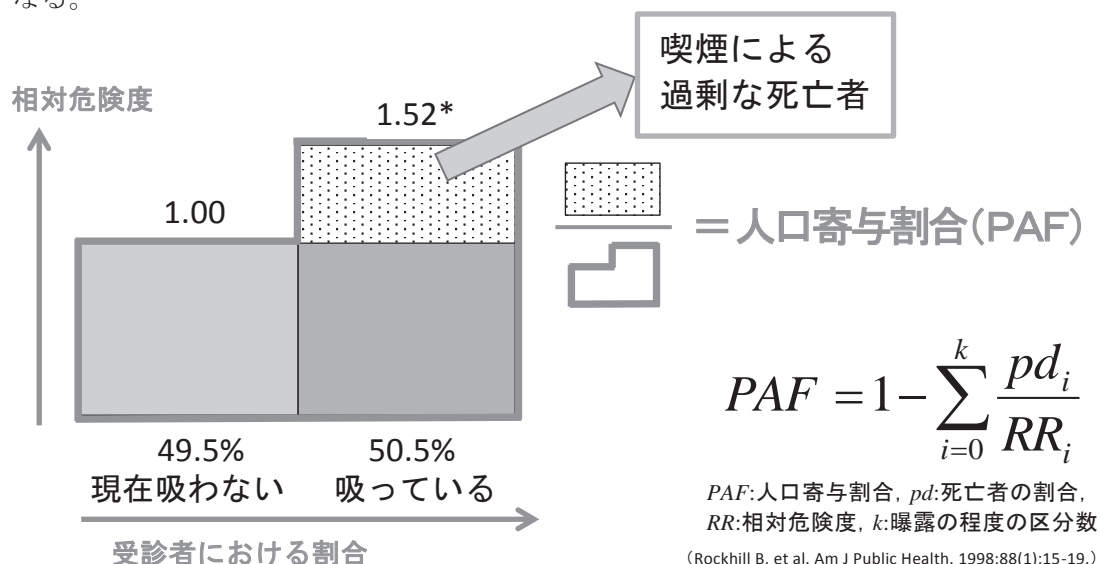 なる。
喫煙による
過剰な死亡者
相対危険度
1.52*
1.00
＝人口寄与割合(PAF)
49.5%
現在吸わない
50.5%
吸っている
受診者における割合
PAF = 1 − \sum_{i=0}^{k} \frac{pd_i}{RR_i}
PAF:人口寄与割合, pd:死亡者の割合,
RR:相対危険度, k:曝露の程度の区分数
(Rockhill B, et al. Am J Public Health. 1998;88(1):15-19.)